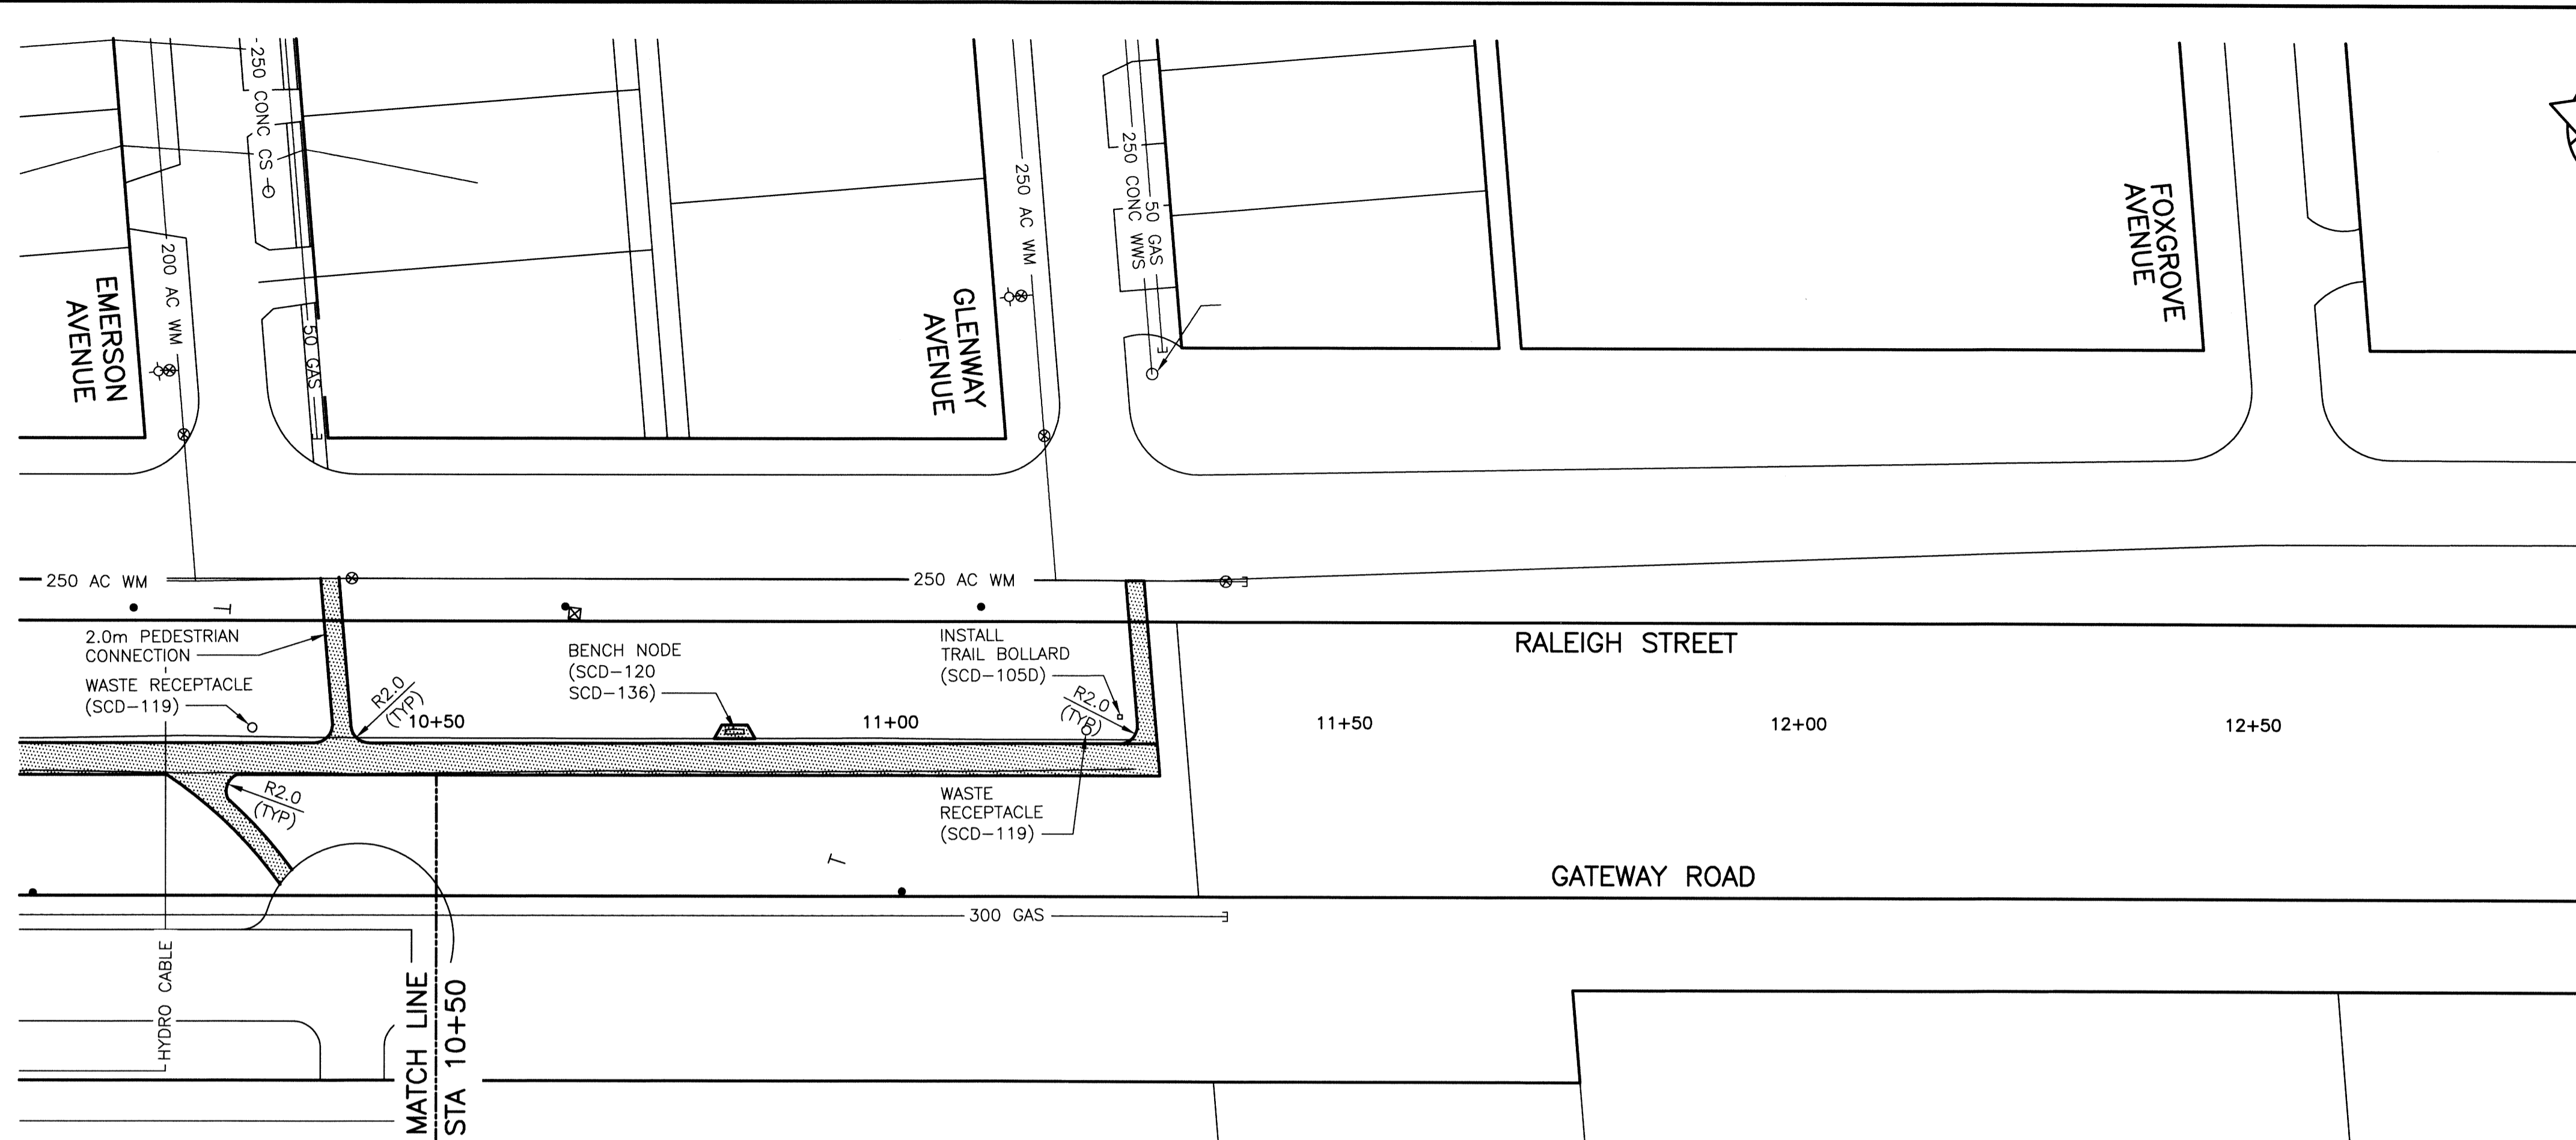 250 CONC CS
200 AC WM
EMERSON
AVENUE
50 GAS
GLENWAY
AVENUE
250 AC WM
250 CONC WWS
50 GAS
FOXGROVE
AVENUE
250 AC WM
250 AC WM
2.0m PEDESTRIAN
CONNECTION
WASTE RECEPTACLE
(SCD-119)
R2.0
(TYP)
10+50
BENCH NODE
(SCD-120
SCD-136)
11+00
INSTALL
TRAIL BOLLARD
(SCD-105D)
R2.0
(TYP)
11+50
RALEIGH STREET
12+00
12+50
R2.0
(TYP)
WASTE
RECEPTACLE
(SCD-119)
GATEWAY ROAD
300 GAS
HYDRO CABLE
MATCH LINE
STA 10+50